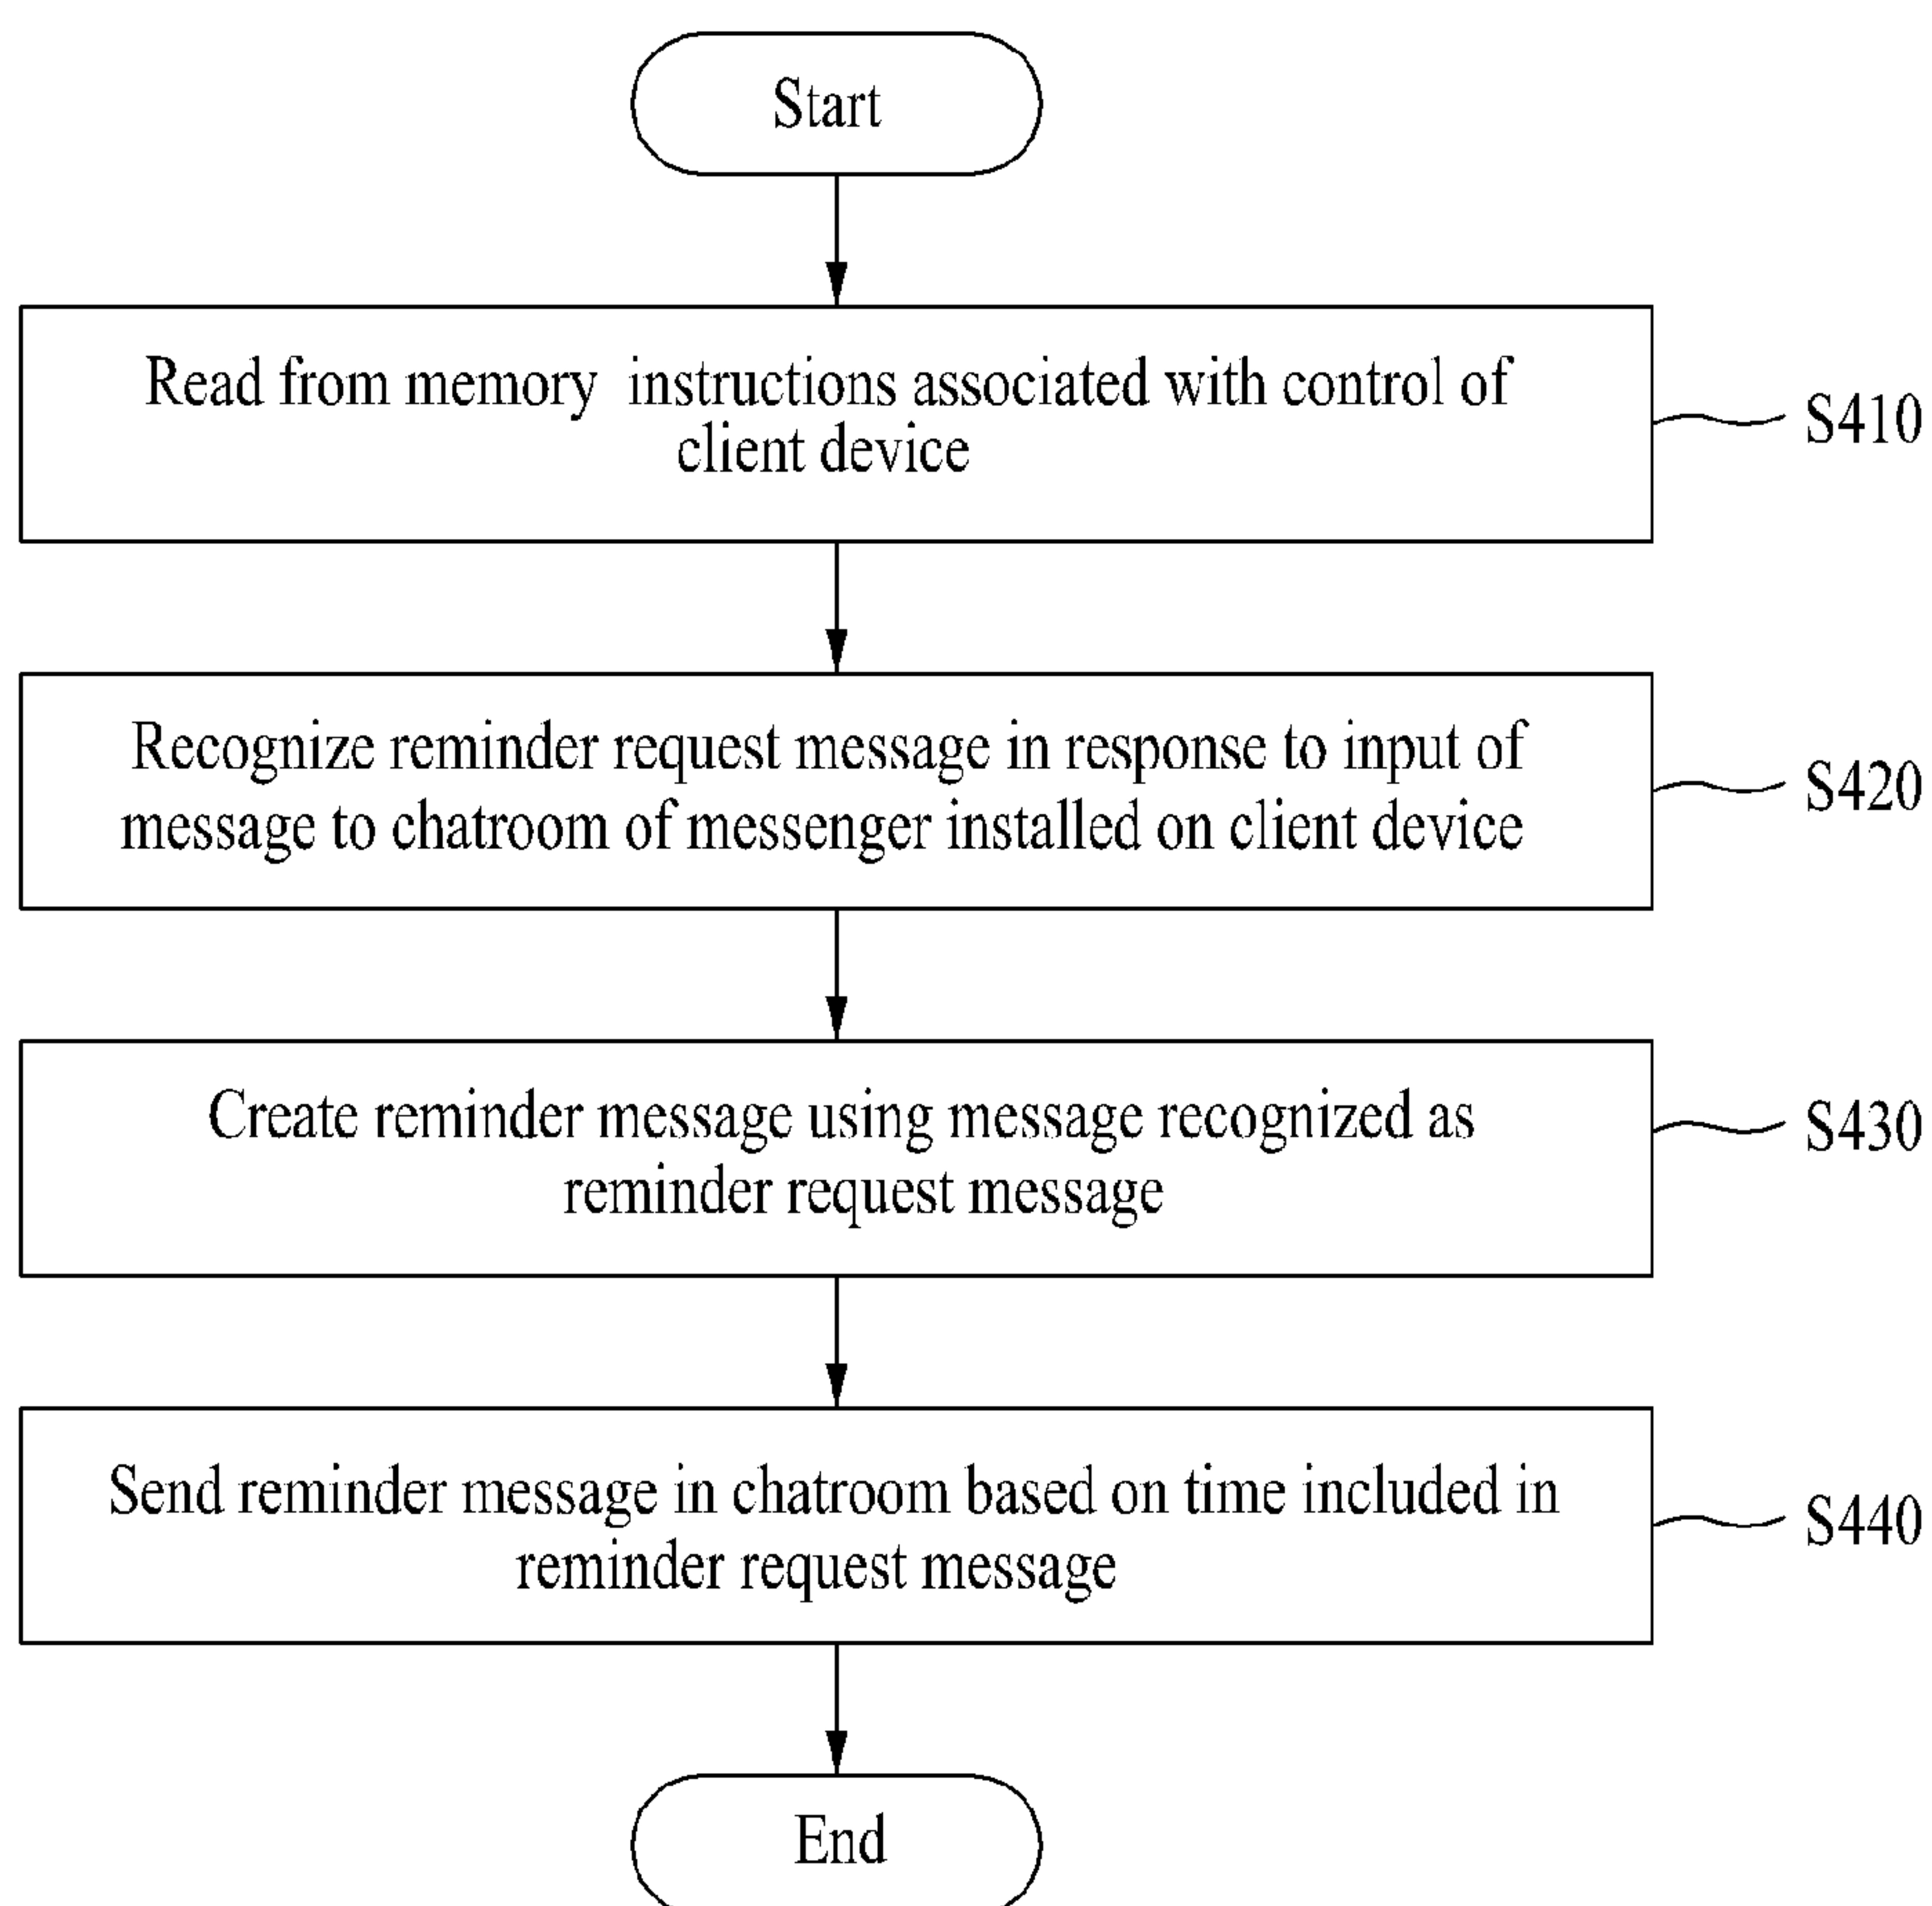 Start
Read from memory instructions associated with control of
client device
S410
Recognize reminder request message in response to input of
message to chatroom of messenger installed on client device
S420
Create reminder message using message recognized as
reminder request message
S430
Send reminder message in chatroom based on time included in
reminder request message
S440
End